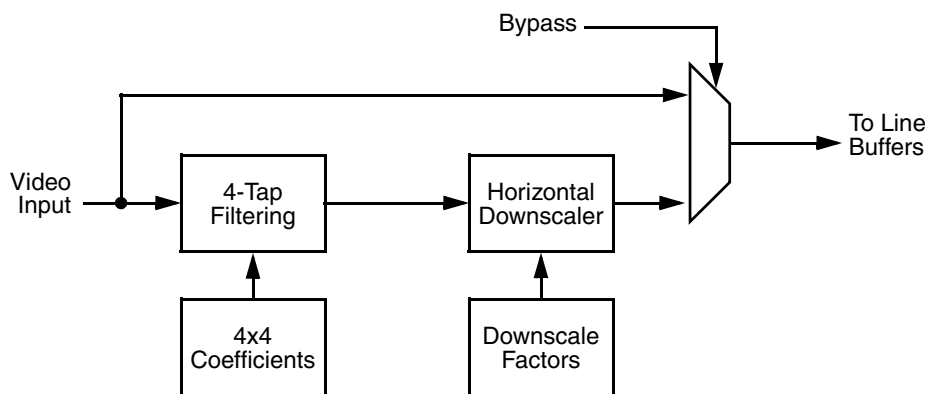 Bypass
To Line
Buffers
Video
Input
4-Tap
Filtering
Horizontal
Downscaler
4x4
Coefficients
Downscale
Factors